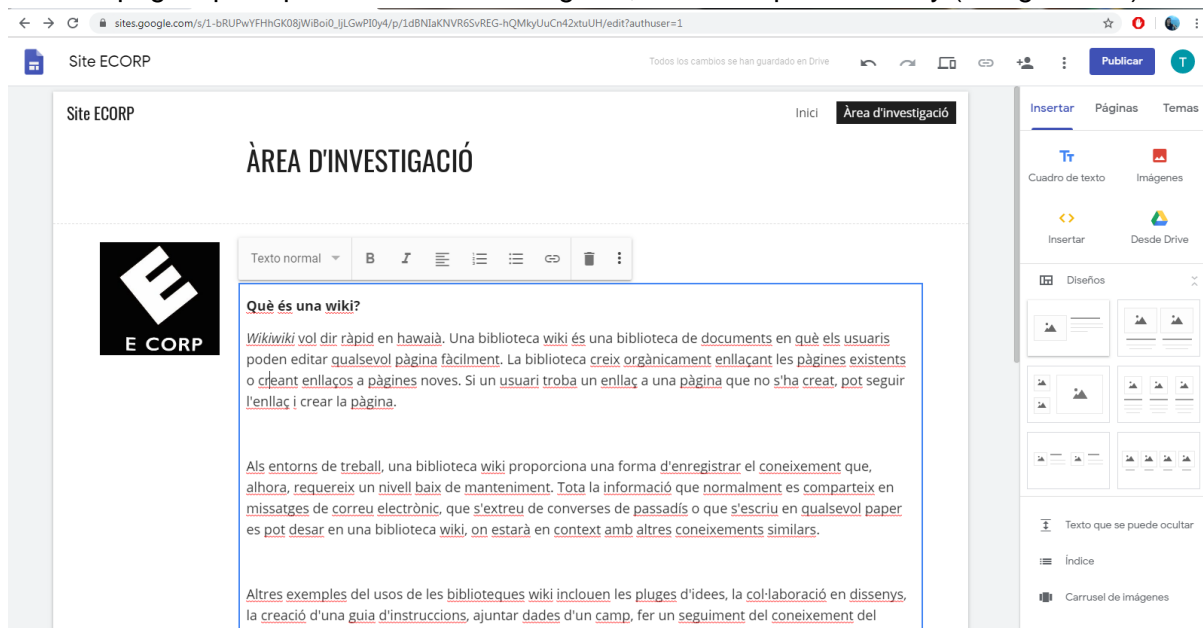 sites.google.com/s/1-bRUPwYFHhGK08jWiBoi0_ljLGwPI0y4/p/1dBNIaKNVR6SvREG-hQMkyUuCn42xtuUH/edit?authuser=1
Site ECORP
Todos los cambios se han guardado en Drive
Publicar
T
Site ECORP
Inici
Àrea d'investigació
ÀREA D'INVESTIGACIÓ
E CORP
Texto normal
B I
Què és una wiki?
Wikiwiki vol dir ràpid en hawaià. Una biblioteca wiki és una biblioteca de documents en què els usuaris
poden editar qualsevol pàgina fàcilment. La biblioteca creix orgànicament enllaçant les pàgines existents
o creant enllaços a pàgines noves. Si un usuari troba un enllaç a una pàgina que no s'ha creat, pot seguir
l'enllaç i crear la pàgina.
Als entorns de treball, una biblioteca wiki proporciona una forma d'enregistrar el coneixement que,
alhora, requereix un nivell baix de manteniment. Tota la informació que normalment es comparteix en
missatges de correu electrònic, que s'extreu de converses de passadís o que s'escriu en qualsevol paper
es pot desar en una biblioteca wiki, on estarà en context amb altres coneixements similars.
Altres exemples del usos de les biblioteques wiki inclouen les pluges d'idees, la col·laboració en dissenys,
la creació d'una guia d'instruccions, ajuntar dades d'un camp, fer un seguiment del coneixement del
Insertar
Páginas
Temas
Tт
Cuadro de texto
Imágenes
Insertar
Desde Drive
Diseños
Texto que se puede ocultar
Índice
Carrusel de imágenes